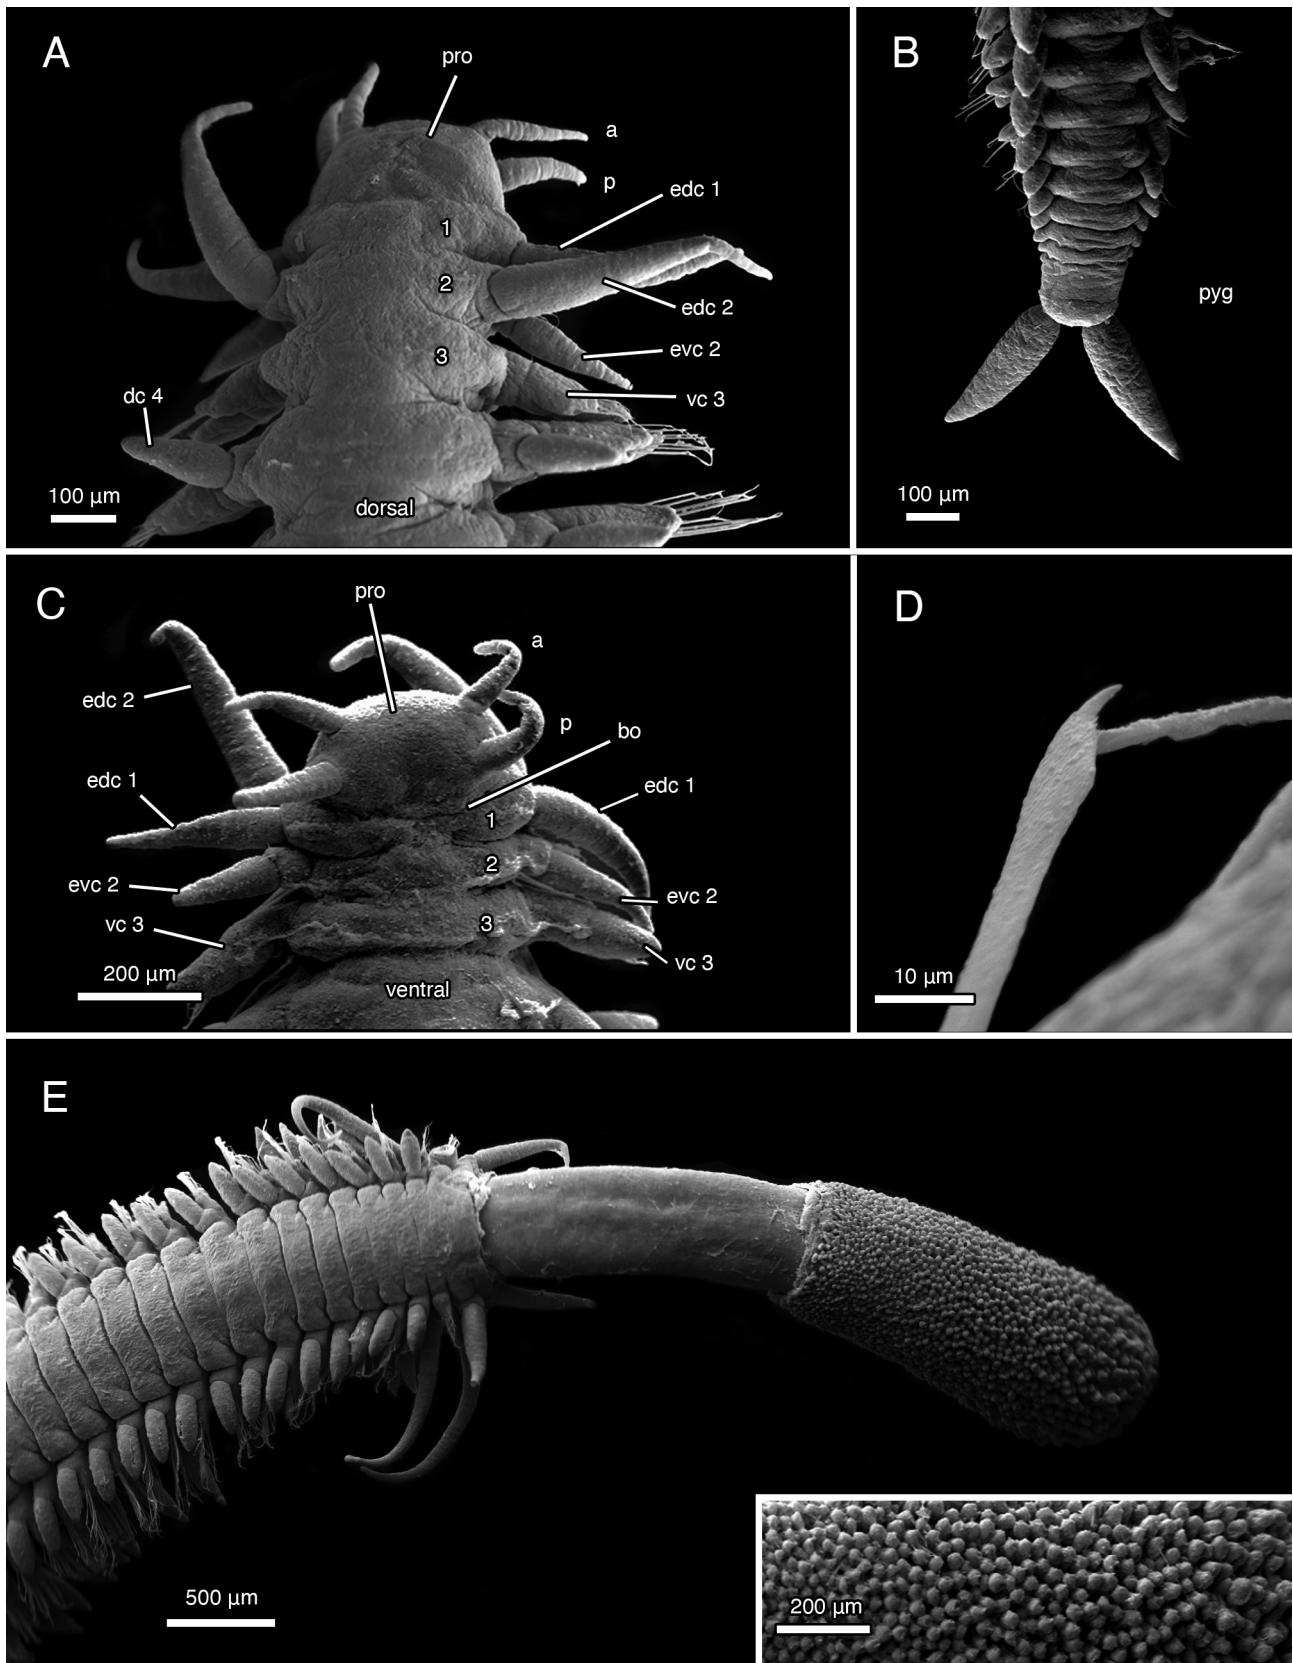 A
pro
a
p
edc 1
1
2
edc 2
3
evc 2
dc 4
vc 3
100 µm
dorsal
B
pyg
100 µm
C
pro
a
edc 2
p
bo
edc 1
edc 1
1
2
evc 2
evc 2
vc 3
3
vc 3
200 µm
ventral
D
10 µm
E
500 µm
200 µm